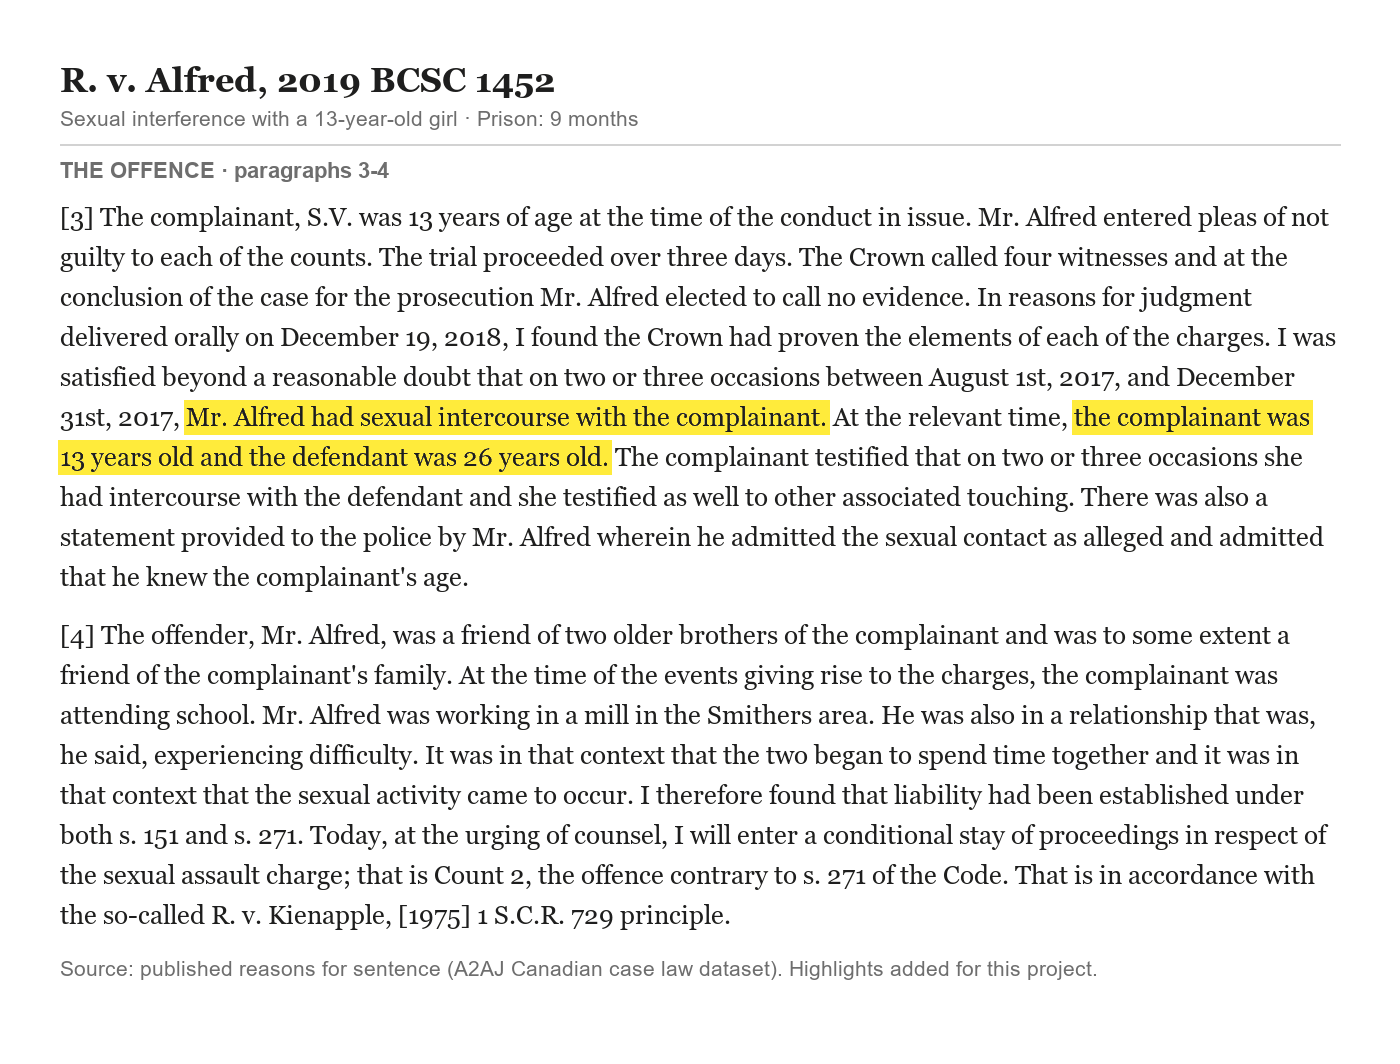 R. v. Alfred, 2019 BCSC 1452
Sexual interference with a 13-year-old girl · Prison: 9 months
THE OFFENCE · paragraphs 3-4
[3] The complainant, S.V. was 13 years of age at the time of the conduct in issue. Mr. Alfred entered pleas of not
guilty to each of the counts. The trial proceeded over three days. The Crown called four witnesses and at the
conclusion of the case for the prosecution Mr. Alfred elected to call no evidence. In reasons for judgment
delivered orally on December 19, 2018, I found the Crown had proven the elements of each of the charges. I was
satisfied beyond a reasonable doubt that on two or three occasions between August 1st, 2017, and December
31st, 2017, Mr. Alfred had sexual intercourse with the complainant. At the relevant time, the complainant was
13 years old and the defendant was 26 years old. The complainant testified that on two or three occasions she
had intercourse with the defendant and she testified as well to other associated touching. There was also a
statement provided to the police by Mr. Alfred wherein he admitted the sexual contact as alleged and admitted
that he knew the complainant's age.
[4] The offender, Mr. Alfred, was a friend of two older brothers of the complainant and was to some extent a
friend of the complainant's family. At the time of the events giving rise to the charges, the complainant was
attending school. Mr. Alfred was working in a mill in the Smithers area. He was also in a relationship that was,
he said, experiencing difficulty. It was in that context that the two began to spend time together and it was in
that context that the sexual activity came to occur. I therefore found that liability had been established under
both s. 151 and s. 271. Today, at the urging of counsel, I will enter a conditional stay of proceedings in respect of
the sexual assault charge; that is Count 2, the offence contrary to s. 271 of the Code. That is in accordance with
the so-called R. v. Kienapple, [1975] 1 S.C.R. 729 principle.
Source: published reasons for sentence (A2AJ Canadian case law dataset). Highlights added for this project.